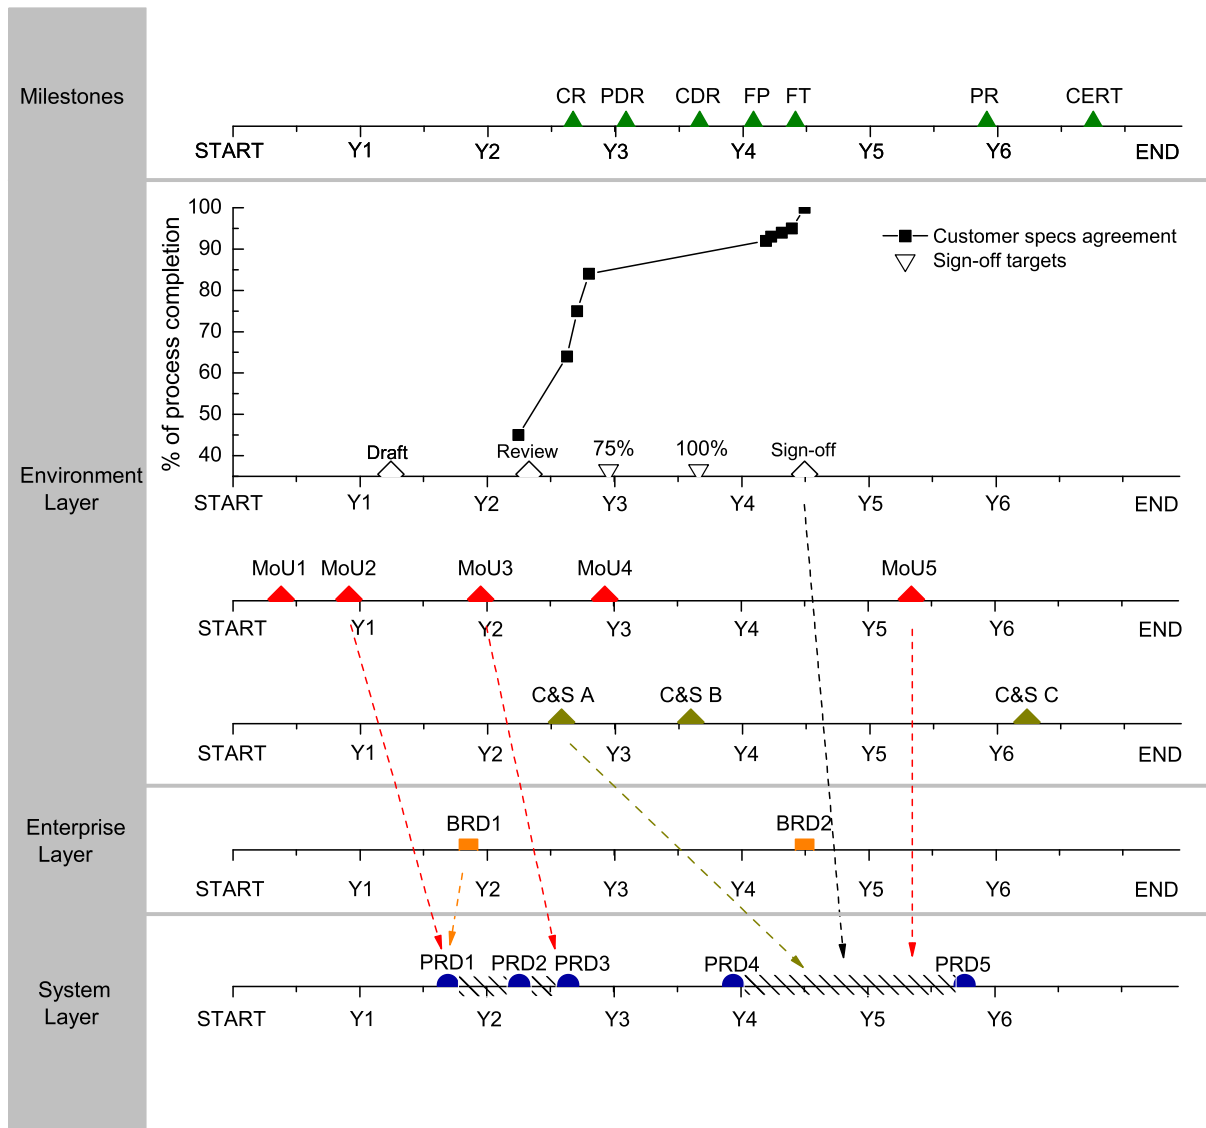 Milestones
CR PDR CDR FP FT PR CERT
START Y1 Y2 Y3 Y4 Y5 Y6 END
Environment
Layer
% of process completion
100
90
80
70
60
50
40
Customer specs agreement
Sign-off targets
Draft Review 75% 100% Sign-off
START Y1 Y2 Y3 Y4 Y5 Y6 END
MoU1 MoU2 MoU3 MoU4 MoU5
START Y1 Y2 Y3 Y4 Y5 Y6 END
C&S A C&S B C&S C
START Y1 Y2 Y3 Y4 Y5 Y6 END
Enterprise
Layer
BRD1 BRD2
START Y1 Y2 Y3 Y4 Y5 Y6 END
System
Layer
PRD1 PRD2 PRD3 PRD4 PRD5
START Y1 Y2 Y3 Y4 Y5 Y6